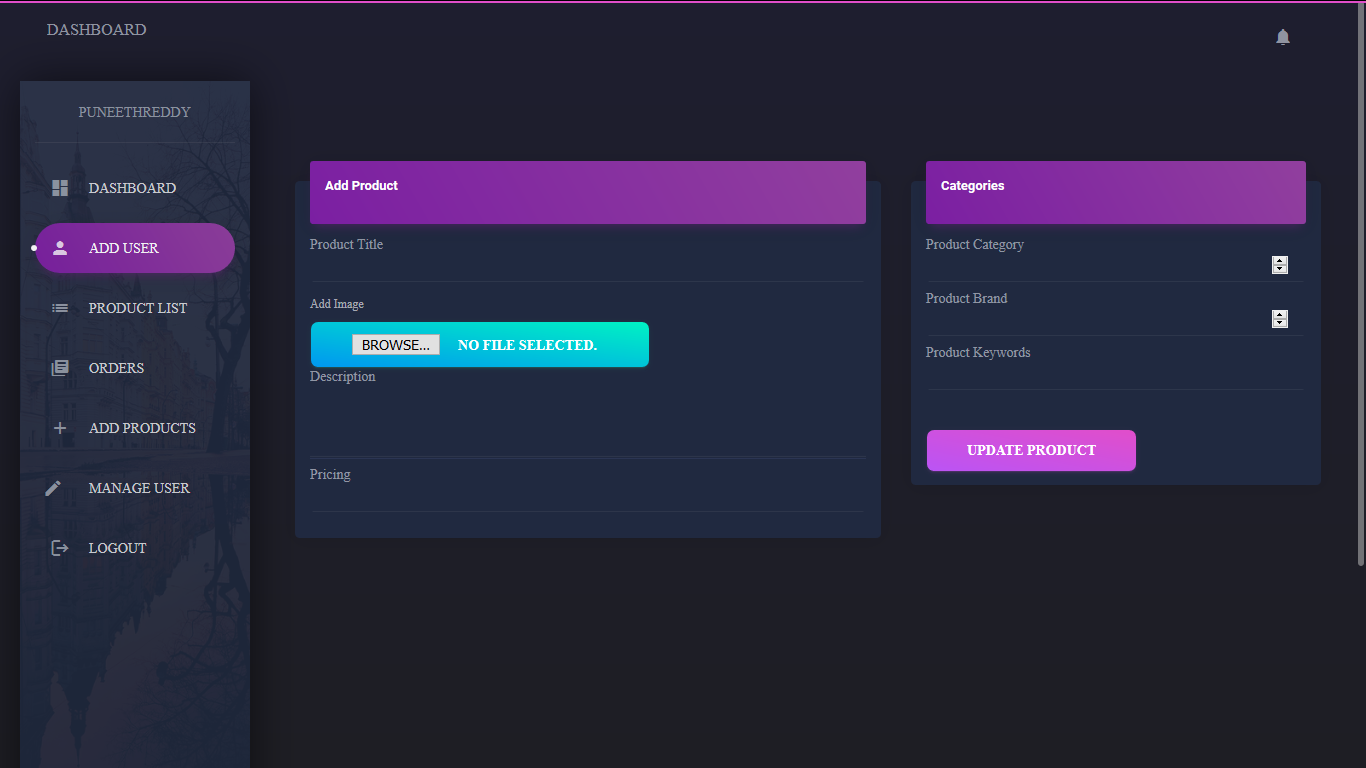 DASHBOARD
PUNEETHREDDY
DASHBOARD
ADD USER
PRODUCT LIST
ORDERS
ADD PRODUCTS
MANAGE USER
LOGOUT
Add Product
Product Title
Add Image
BROWSE... NO FILE SELECTED.
Description
Pricing
Categories
Product Category
Product Brand
Product Keywords
UPDATE PRODUCT